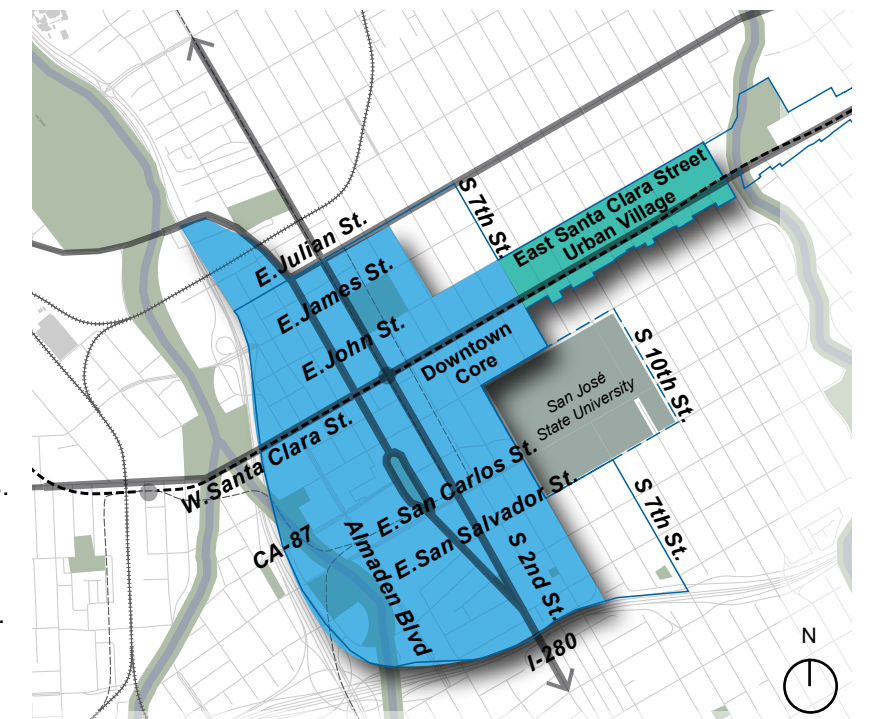 S 7th St.
East Santa Clara Street
Urban Village
E.Julian St.
E.James St.
E.John St.
Downtown
Core
S 10th St.
San José
State University
W.Santa Clara St.
E.San Carlos St.
E.San Salvador St.
S 7th St.
CA-87
Almaden Blvd
S 2nd St.
I-280
N